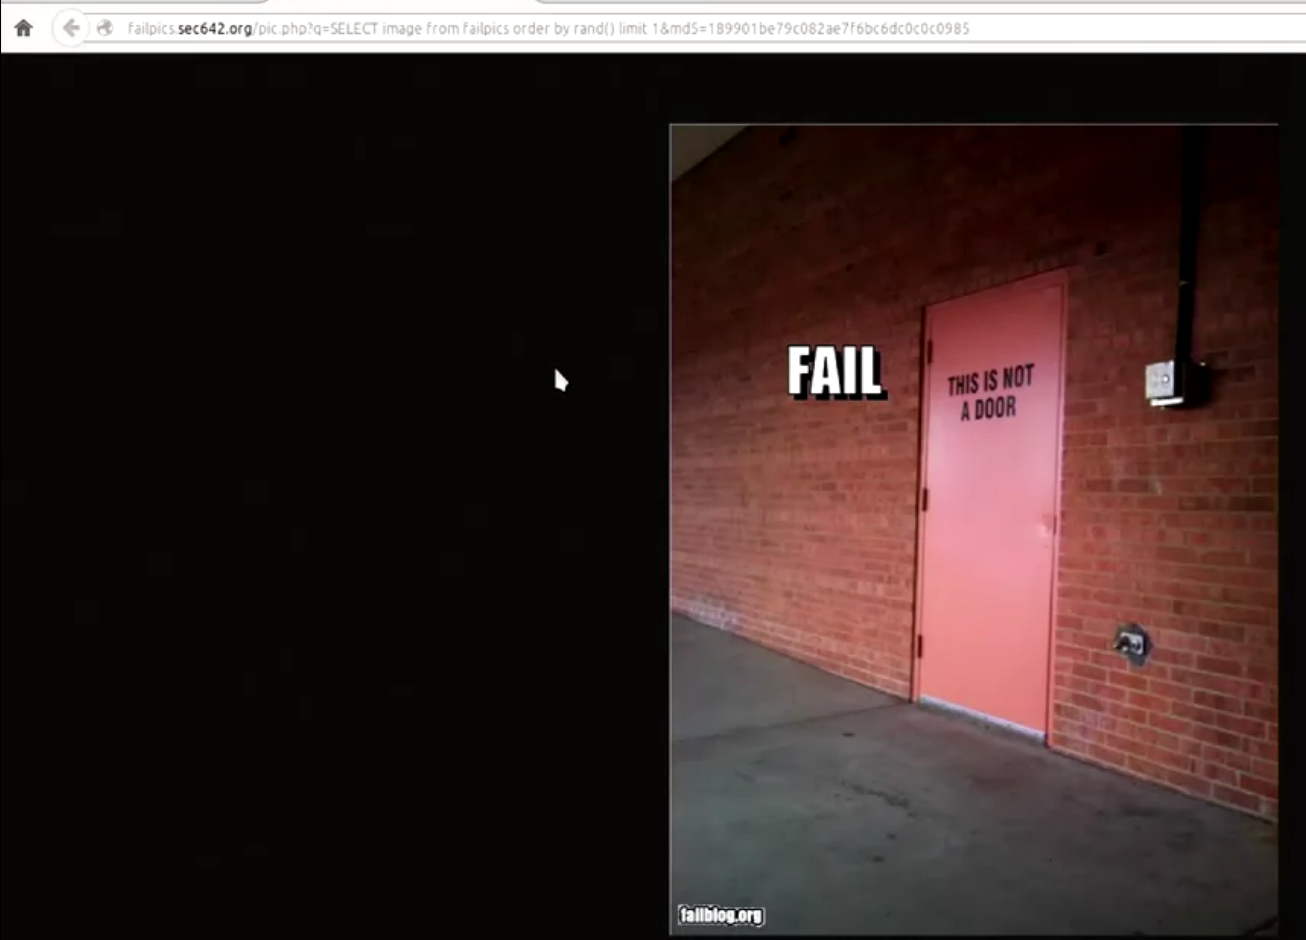 failpics.sec642.org/pic.php?q=SELECT image from failpics order by rand() limit 1&md5=189901be79c082ae7f6bc6dc0c0c0985
FAIL
THIS IS NOT
A DOOR
failblog.org